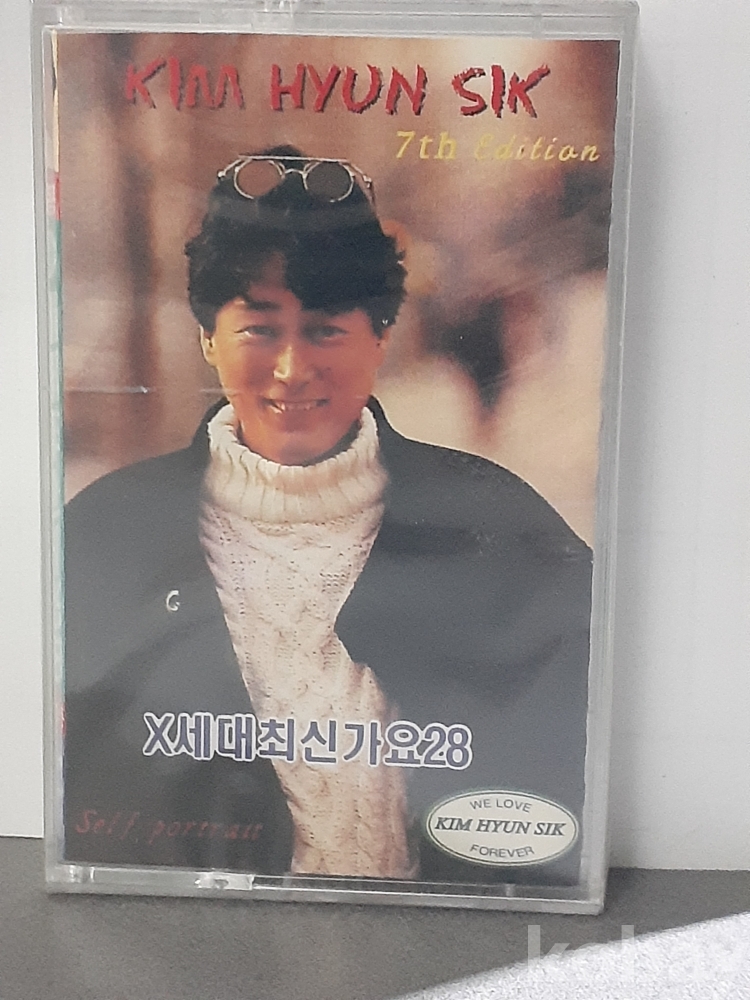 KIM HYUN SIK
7th Edition
X세대최신가요28
Self portrait
WE LOVE
KIM HYUN SIK
FOREVER